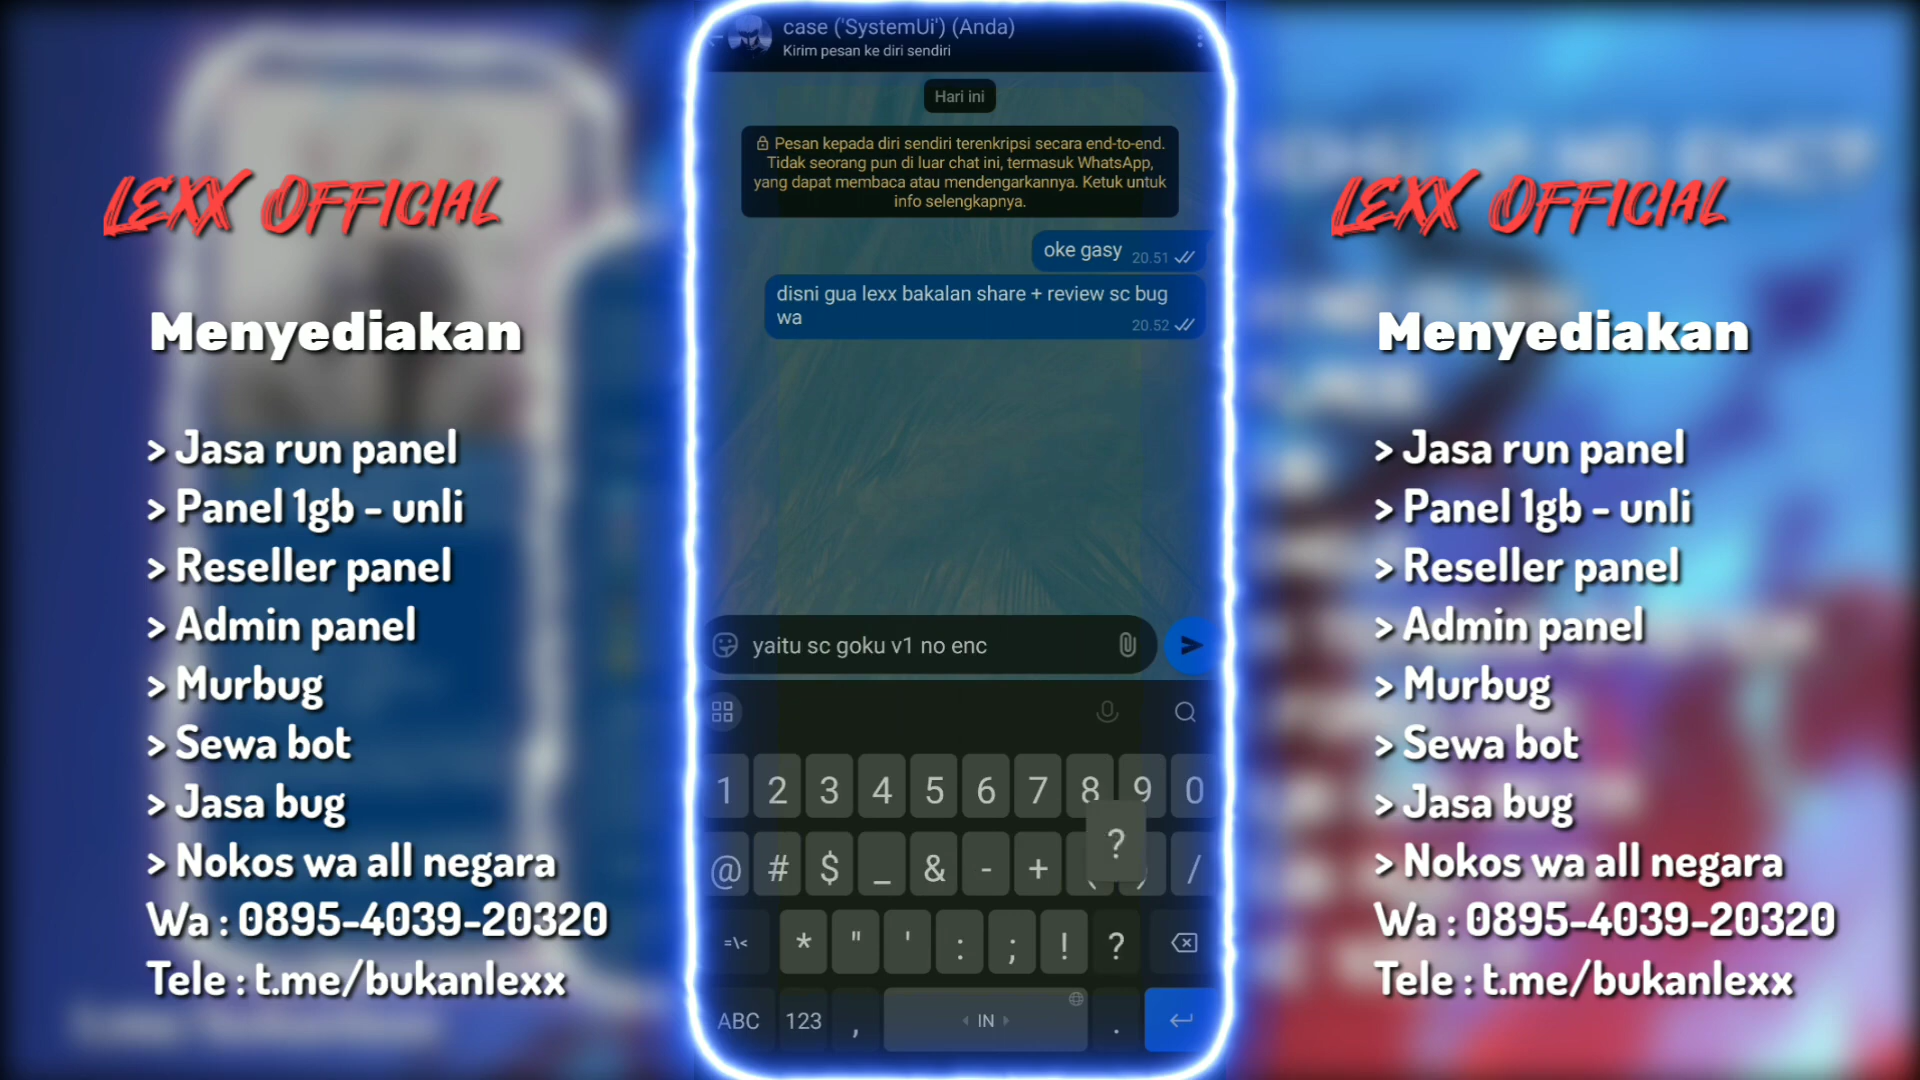 LEXX OFFICIAL
Menyediakan
> Jasa run panel
> Panel 1gb - unli
> Reseller panel
> Admin panel
> Murbug
> Sewa bot
> Jasa bug
> Nokos wa all negara
Wa : 0895-4039-20320
Tele : t.me/bukanlexx
case ('SystemUi') (Anda)
Kirim pesan ke diri sendiri
Hari ini
Pesan kepada diri sendiri terenkripsi secara end-to-end.
Tidak seorang pun di luar chat ini, termasuk WhatsApp,
yang dapat membaca atau mendengarkannya. Ketuk untuk
info selengkapnya.
oke gasy 20.51
disni gua lexx bakalan share + review sc bug
wa 20.52
yaitu sc goku v1 no enc
1 2 3 4 5 6 7 8 9 0
?
@ # $ _ & - + ( ) /
=\< * " ' : ; ! ?
ABC 123 , IN .
LEXX OFFICIAL
Menyediakan
> Jasa run panel
> Panel 1gb - unli
> Reseller panel
> Admin panel
> Murbug
> Sewa bot
> Jasa bug
> Nokos wa all negara
Wa : 0895-4039-20320
Tele : t.me/bukanlexx